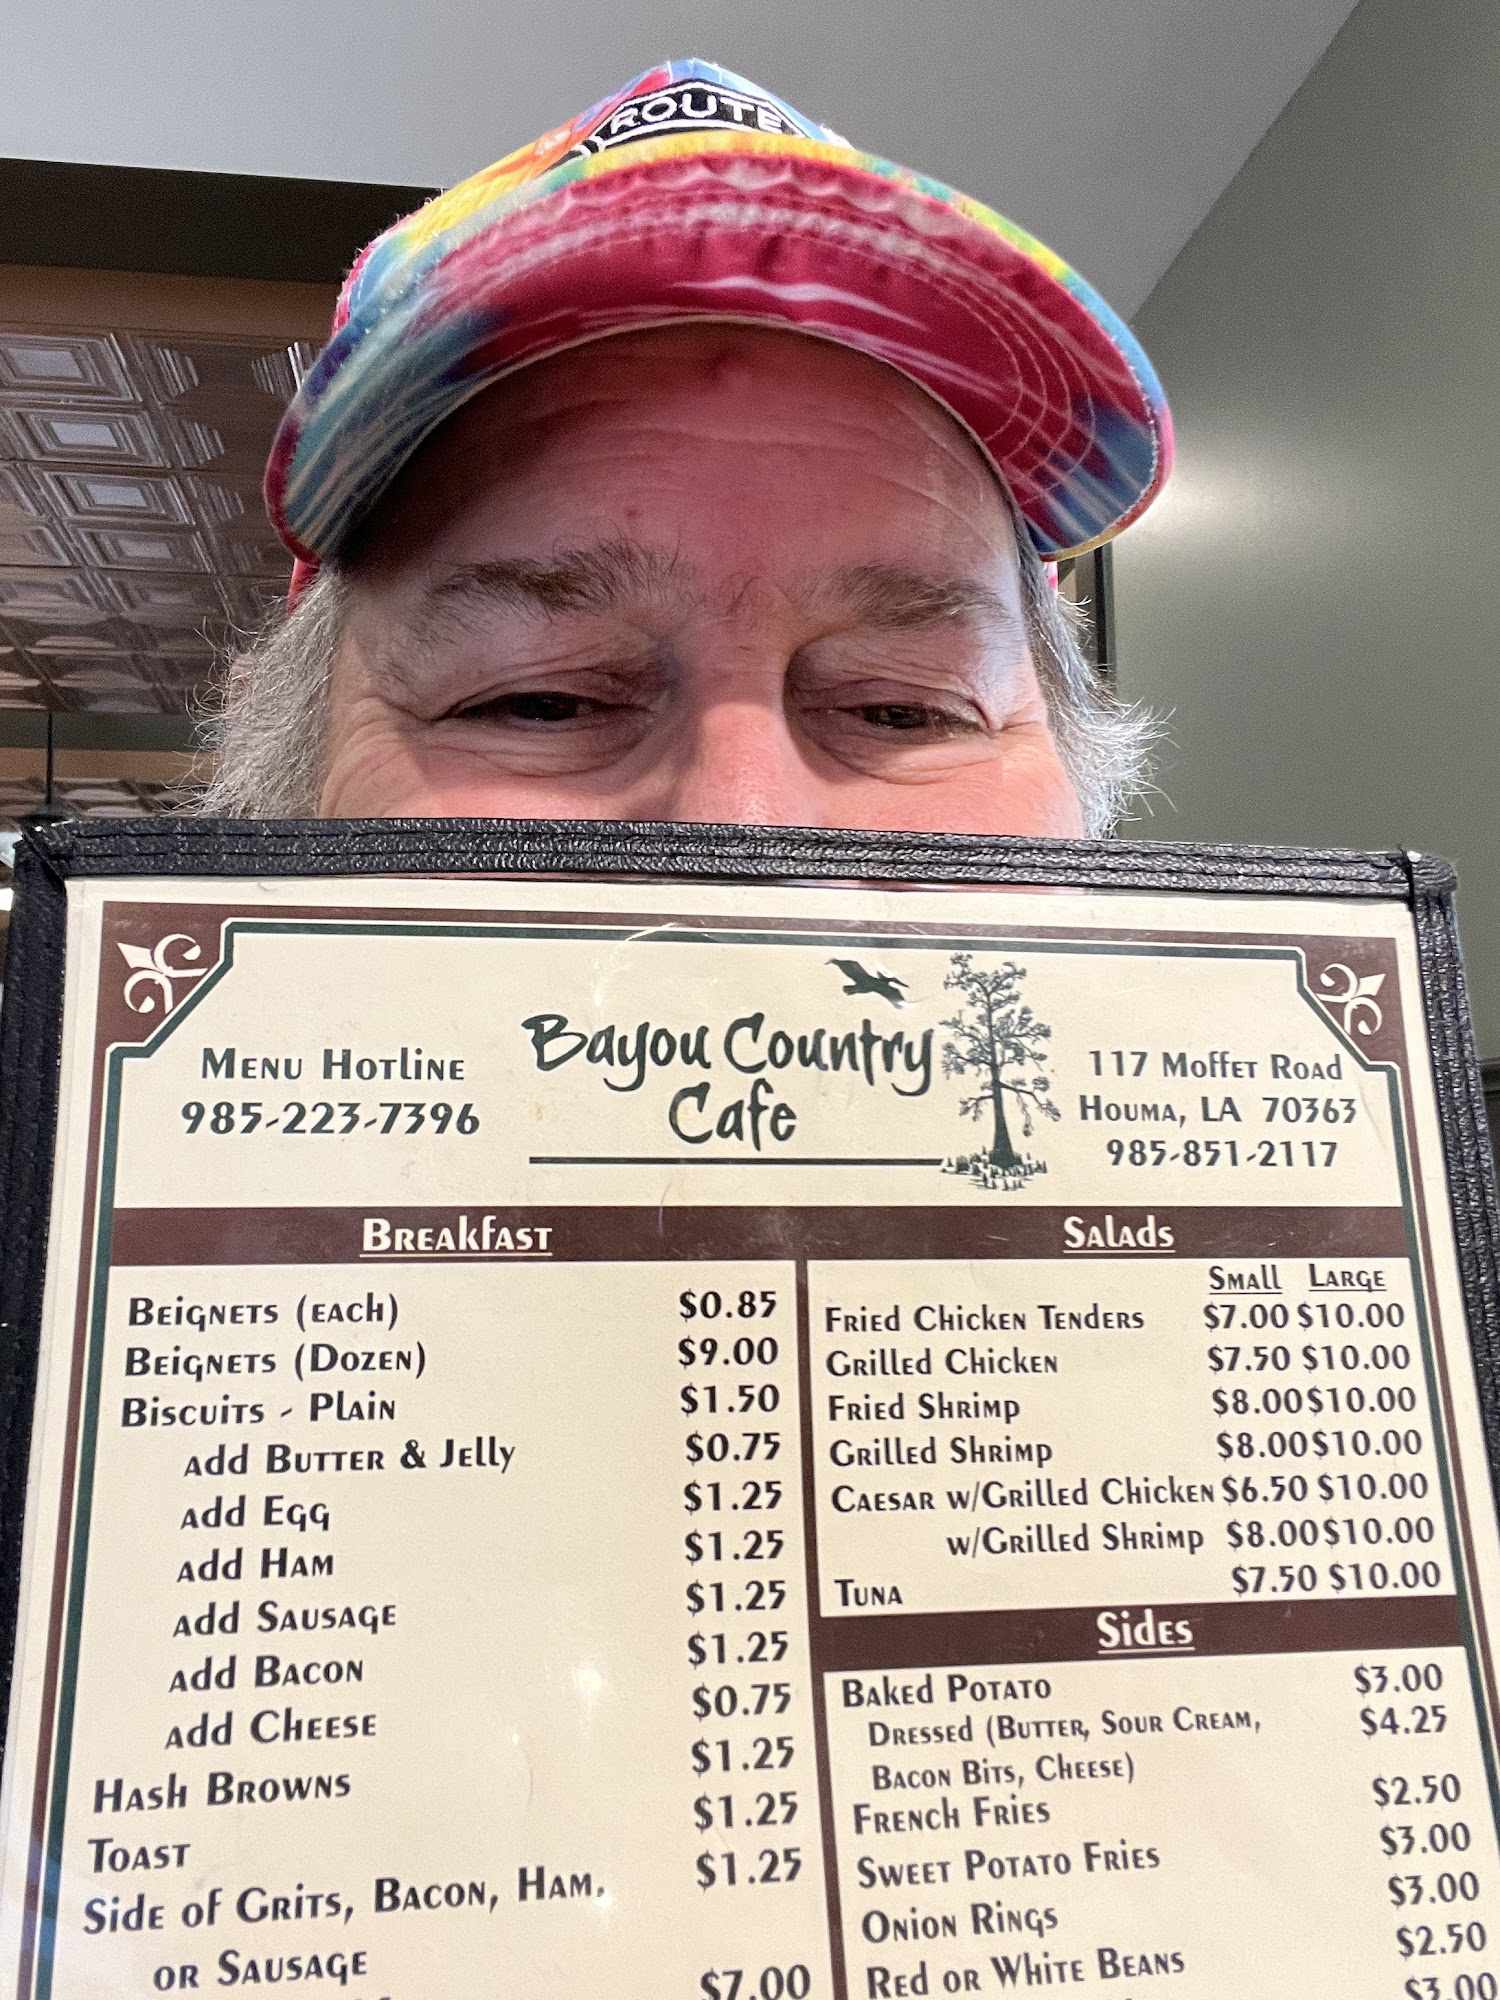 ROUTE
Menu Hotline
985-223-7396
Bayou Country
Cafe
117 Moffet Road
Houma, LA 70363
985-851-2117
Breakfast
Beignets (each) $0.85
Beignets (Dozen) $9.00
Biscuits - Plain $1.50
add Butter & Jelly $0.75
add Egg $1.25
add Ham $1.25
add Sausage $1.25
add Bacon $1.25
add Cheese $0.75
Hash Browns $1.25
Toast $1.25
Side of Grits, Bacon, Ham, $1.25
or Sausage
$7.00
Salads
Small Large
Fried Chicken Tenders $7.00 $10.00
Grilled Chicken $7.50 $10.00
Fried Shrimp $8.00 $10.00
Grilled Shrimp $8.00 $10.00
Caesar w/Grilled Chicken $6.50 $10.00
w/Grilled Shrimp $8.00 $10.00
Tuna $7.50 $10.00
Sides
Baked Potato $3.00
Dressed (Butter, Sour Cream, $4.25
Bacon Bits, Cheese)
French Fries $2.50
Sweet Potato Fries $3.00
Onion Rings $3.00
Red or White Beans $2.50
$3.00